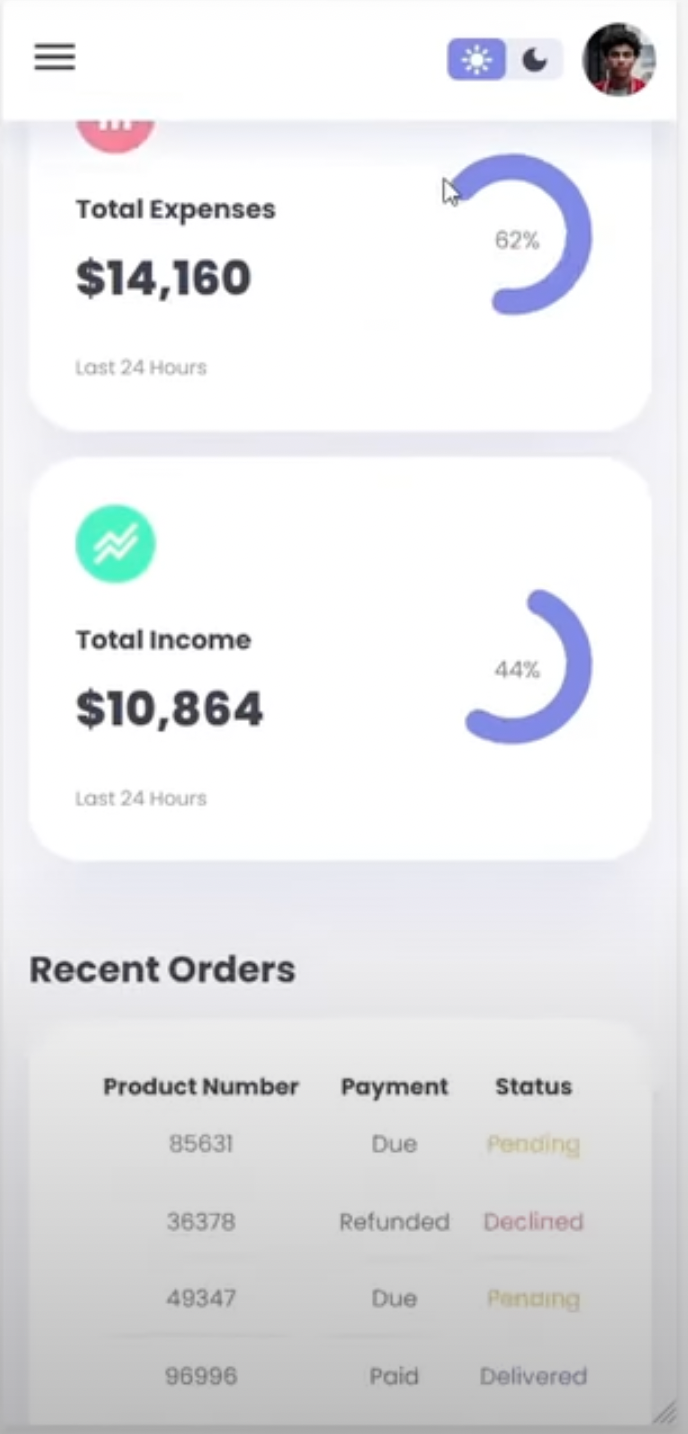 Total Expenses
$14,160
62%
Last 24 Hours
Total Income
$10,864
44%
Last 24 Hours
Recent Orders
Product Number Payment Status
85631 Due Pending
36378 Refunded Declined
49347 Due Pending
96996 Paid Delivered